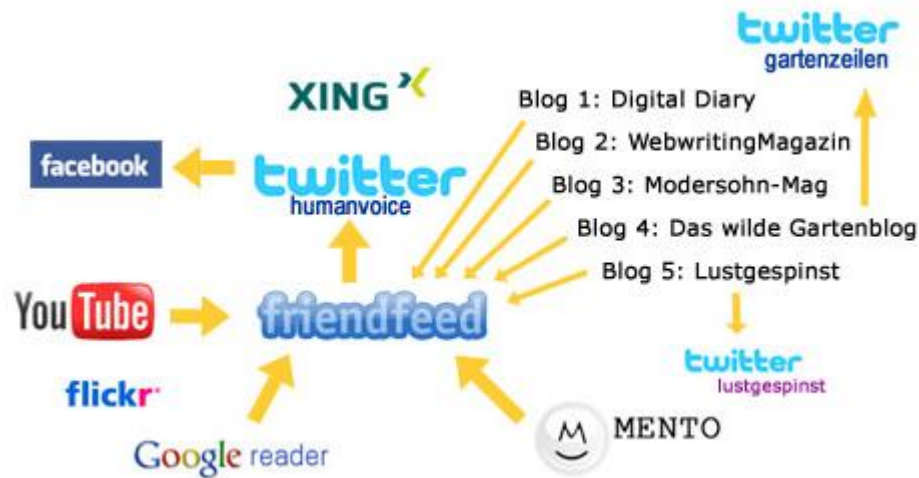 twitter
gartenzeilen
XING
Blog 1: Digital Diary
Blog 2: WebwritingMagazin
Blog 3: Modersohn-Mag
Blog 4: Das wilde Gartenblog
Blog 5: Lustgespinst
facebook
twitter
humanvoice
YouTube
friendfeed
twitter
lustgespinst
flickr
Google reader
MENTO